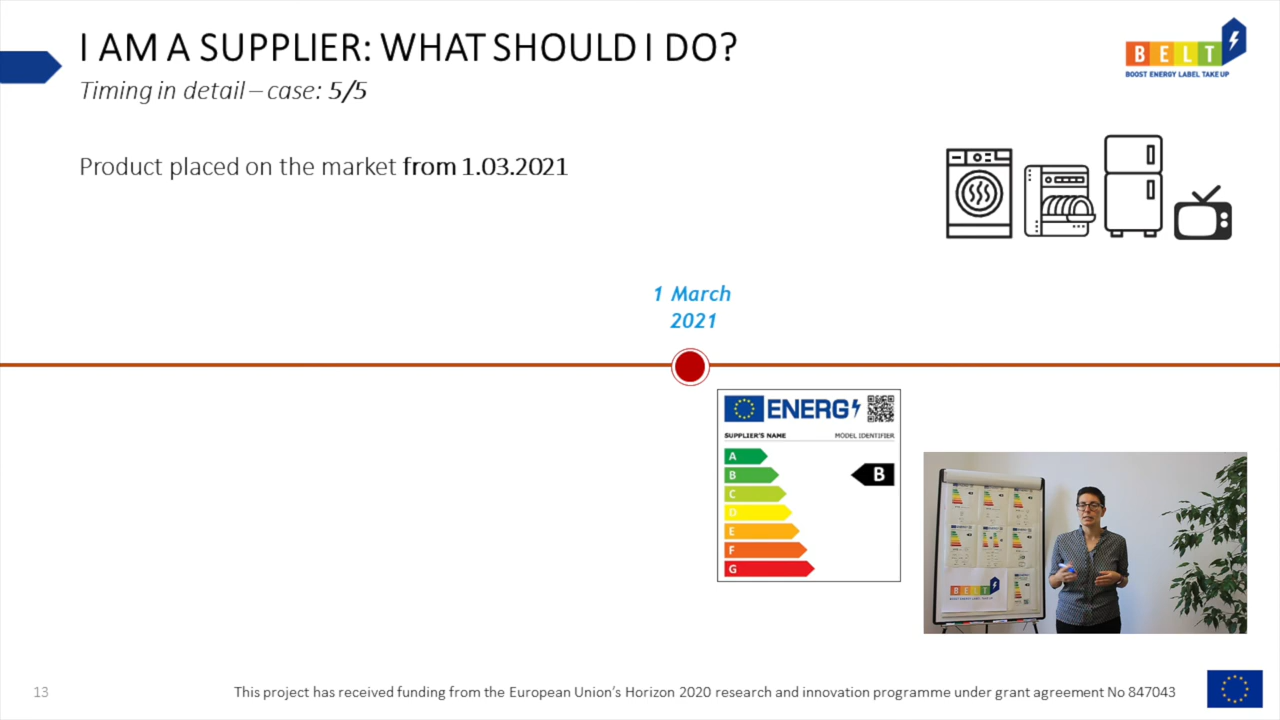 I AM A SUPPLIER: WHAT SHOULD I DO?
Timing in detail – case: 5/5
BELT
BOOST ENERGY LABEL TAKE UP
Product placed on the market from 1.03.2021
1 March
2021
ENERG
SUPPLIER'S NAME MODEL IDENTIFIER
A
B
B
C
D
E
F
G
BELT
13
This project has received funding from the European Union's Horizon 2020 research and innovation programme under grant agreement No 847043